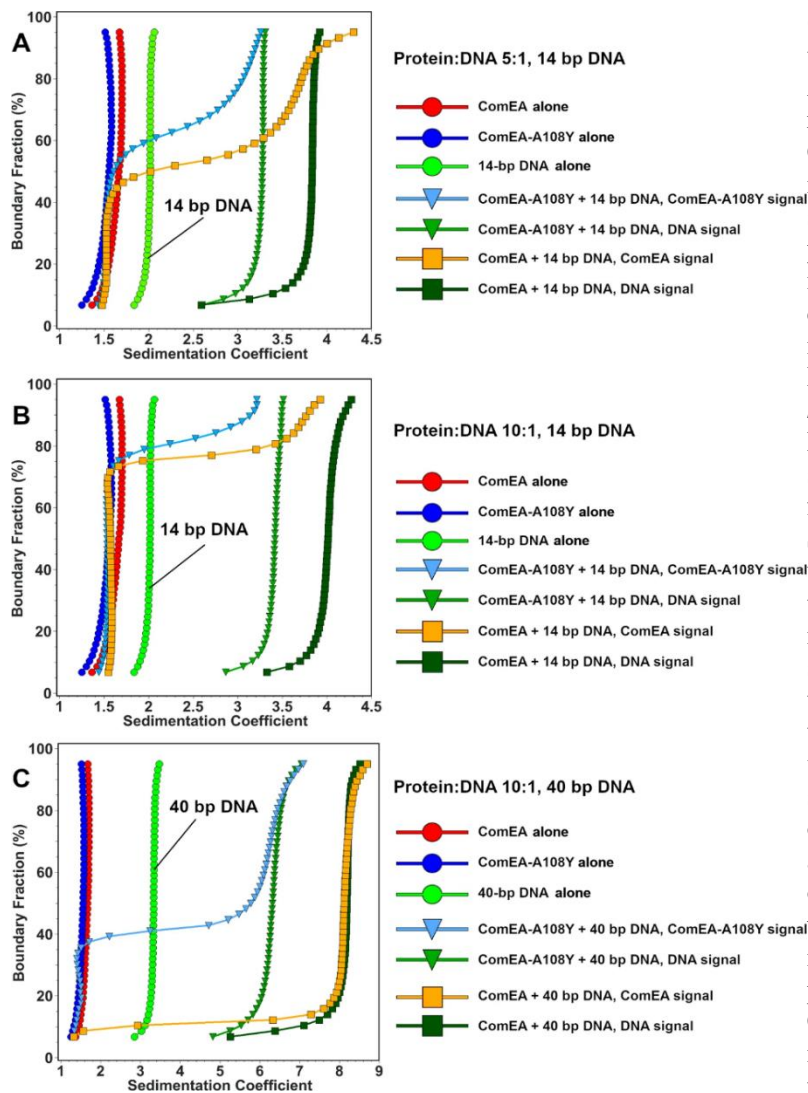 A
100
80
60
40
20
0
Boundary Fraction (%)
14 bp DNA
1 1.5 2 2.5 3 3.5 4 4.5
Sedimentation Coefficient
Protein:DNA 5:1, 14 bp DNA
ComEA alone
ComEA-A108Y alone
14-bp DNA alone
ComEA-A108Y + 14 bp DNA, ComEA-A108Y signal
ComEA-A108Y + 14 bp DNA, DNA signal
ComEA + 14 bp DNA, ComEA signal
ComEA + 14 bp DNA, DNA signal
B
100
80
60
40
20
0
Boundary Fraction (%)
14 bp DNA
1 1.5 2 2.5 3 3.5 4 4.5
Sedimentation Coefficient
Protein:DNA 10:1, 14 bp DNA
ComEA alone
ComEA-A108Y alone
14-bp DNA alone
ComEA-A108Y + 14 bp DNA, ComEA-A108Y signal
ComEA-A108Y + 14 bp DNA, DNA signal
ComEA + 14 bp DNA, ComEA signal
ComEA + 14 bp DNA, DNA signal
C
100
80
60
40
20
0
Boundary Fraction (%)
40 bp DNA
1 2 3 4 5 6 7 8 9
Sedimentation Coefficient
Protein:DNA 10:1, 40 bp DNA
ComEA alone
ComEA-A108Y alone
40-bp DNA alone
ComEA-A108Y + 40 bp DNA, ComEA-A108Y signal
ComEA-A108Y + 40 bp DNA, DNA signal
ComEA + 40 bp DNA, ComEA signal
ComEA + 40 bp DNA, DNA signal